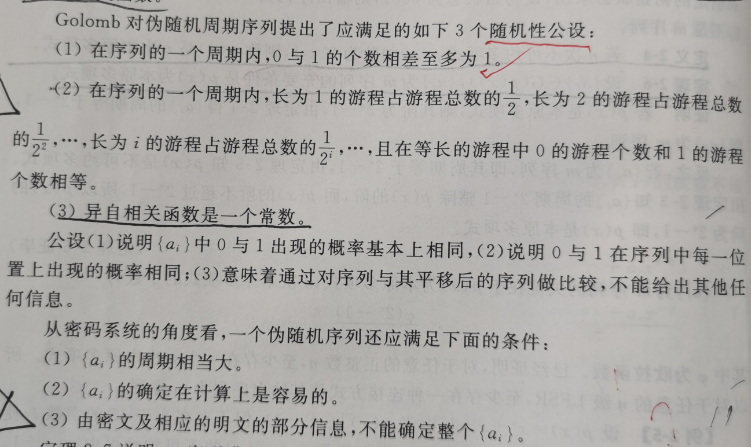 Golomb 对伪随机周期序列提出了应满足的如下 3 个随机性公设:
(1) 在序列的一个周期内,0 与 1 的个数相差至多为 1。
(2) 在序列的一个周期内,长为 1 的游程占游程总数的 1/2,长为 2 的游程占游程总数
的 1/2²,…,长为 i 的游程占游程总数的 1/2ⁱ,…,且在等长的游程中 0 的游程个数和 1 的游程
个数相等。
(3) 异自相关函数是一个常数。
公设(1)说明{aᵢ}中 0 与 1 出现的概率基本上相同,(2)说明 0 与 1 在序列中每一位
置上出现的概率相同;(3)意味着通过对序列与其平移后的序列做比较,不能给出其他任
何信息。
从密码系统的角度看,一个伪随机序列还应满足下面的条件:
(1) {aᵢ}的周期相当大。
(2) {aᵢ}的确定在计算上是容易的。
(3) 由密文及相应的明文的部分信息,不能确定整个{aᵢ}。